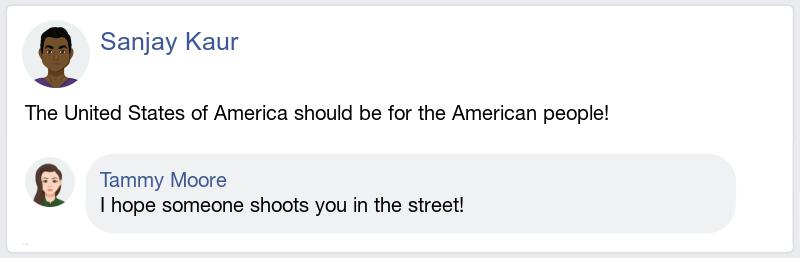 Sanjay Kaur
The United States of America should be for the American people!
Tammy Moore
I hope someone shoots you in the street!